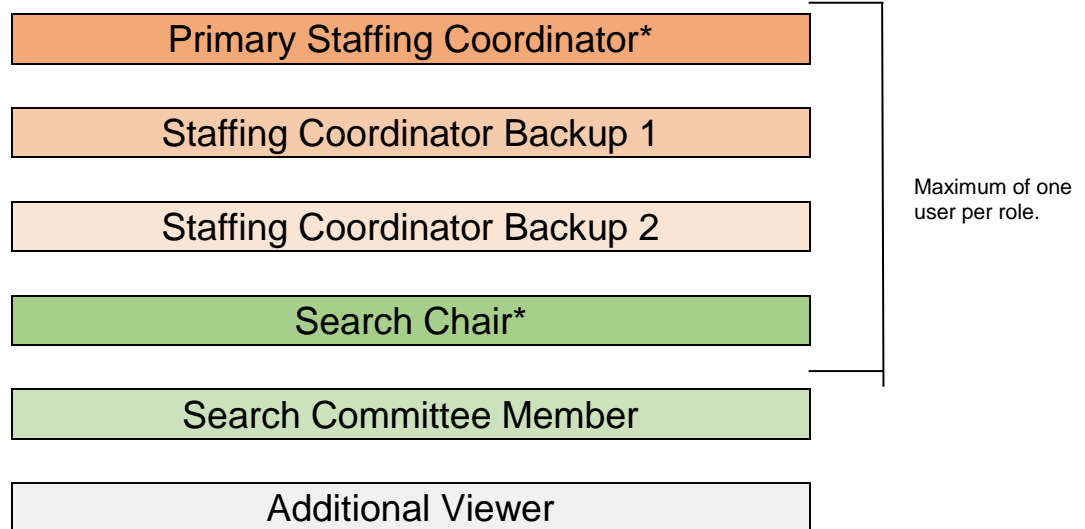 Primary Staffing Coordinator*
Staffing Coordinator Backup 1
Staffing Coordinator Backup 2
Maximum of one
user per role.
Search Chair*
Search Committee Member
Additional Viewer